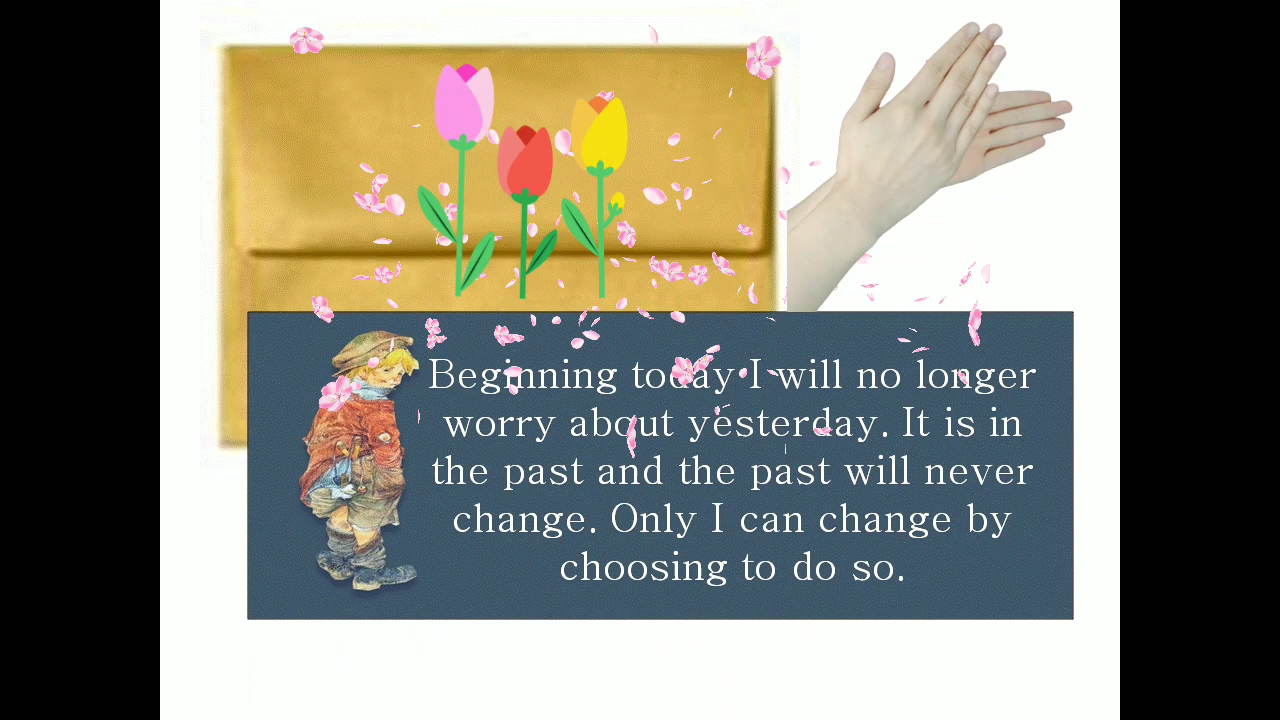 Beginning today I will no longer
worry about yesterday. It is in
the past and the past will never
change. Only I can change by
choosing to do so.